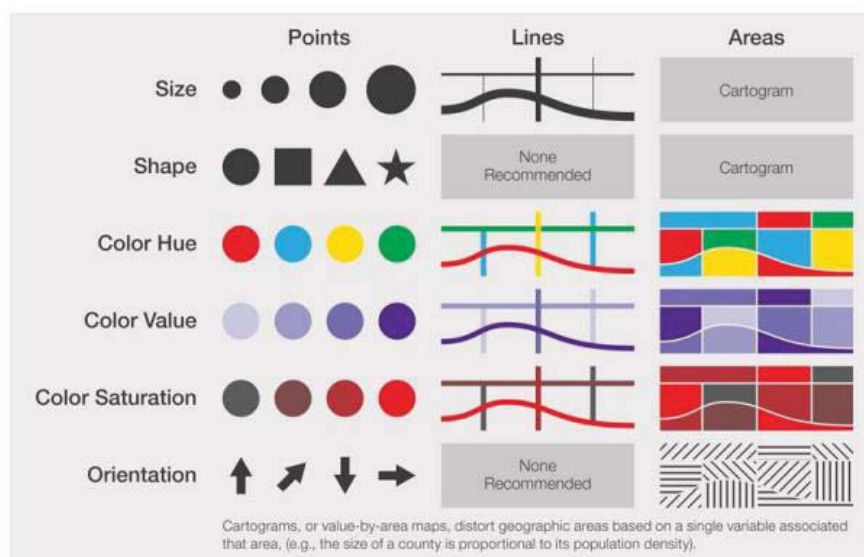 Points Lines Areas
Size
Cartogram
Shape
None
Recommended
Cartogram
Color Hue
Color Value
Color Saturation
Orientation
None
Recommended
Cartograms, or value-by-area maps, distort geographic areas based on a single variable associated
that area, (e.g., the size of a county is proportional to its population density).